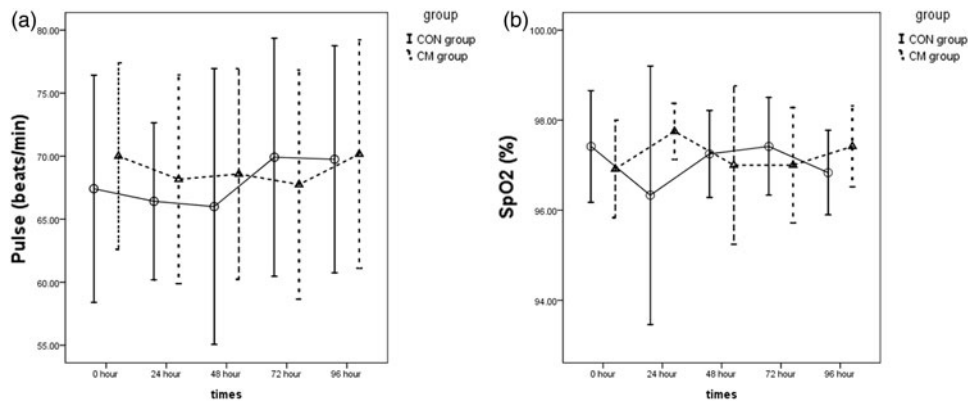 (a)
group
CON group
CM group
80.00
75.00
70.00
65.00
60.00
55.00
Pulse (beats/min)
0 hour 24 hour 48 hour 72 hour 96 hour
times
(b)
group
CON group
CM group
100.00
98.00
96.00
94.00
SpO2 (%)
0 hour 24 hour 48 hour 72 hour 96 hour
times